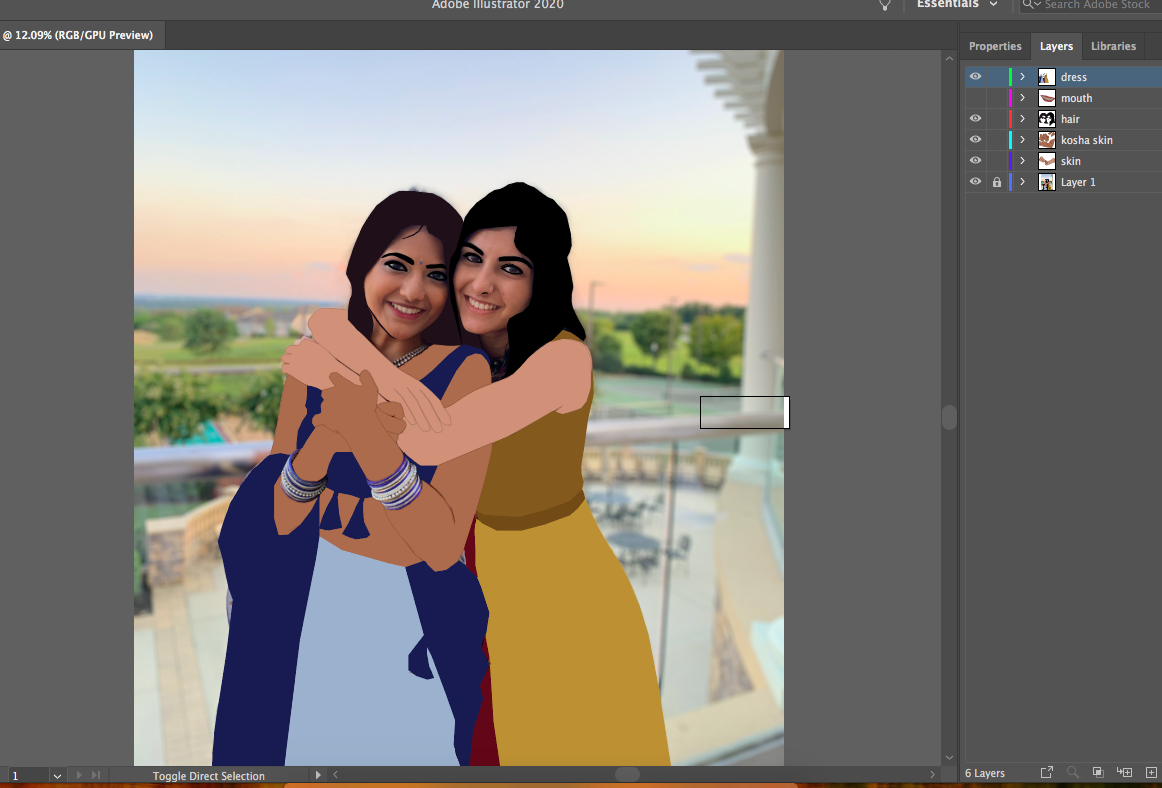 Adobe Illustrator 2020
Essentials
Search Adobe Stock
@ 12.09% (RGB/GPU Preview)
Properties
Layers
Libraries
dress
mouth
hair
kosha skin
skin
Layer 1
1
Toggle Direct Selection
6 Layers